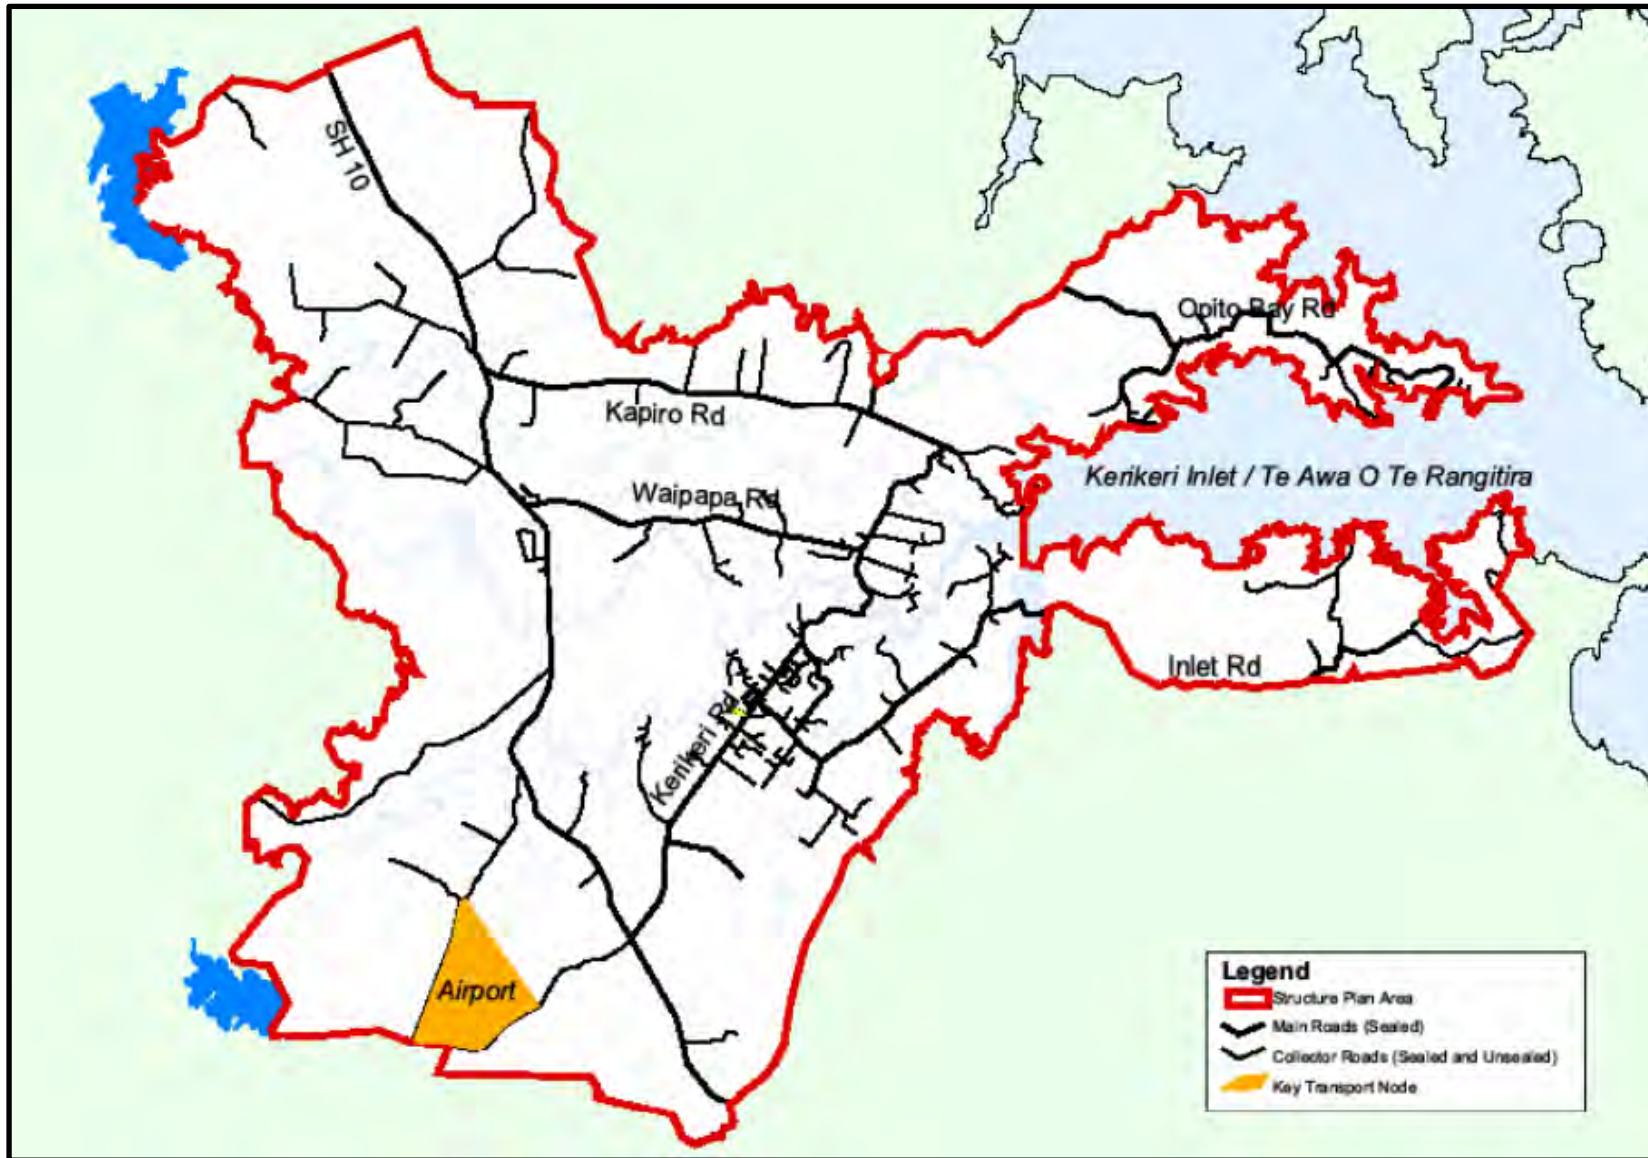 SH 10
Opito Bay Rd
Kapiro Rd
Kerikeri Inlet / Te Awa O Te Rangitira
Waipapa Rd
Inlet Rd
Kerikeri Rd
Airport
Legend
Structure Plan Area
Main Roads (Sealed)
Collector Roads (Sealed and Unsealed)
Key Transport Node